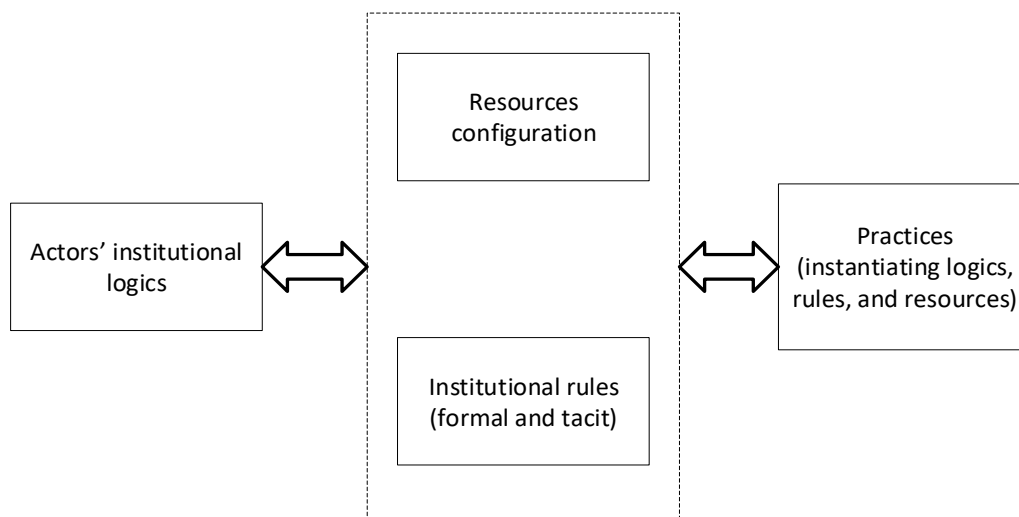 Resources
configuration
Actors’ institutional
logics
Practices
(instantiating logics,
rules, and resources)
Institutional rules
(formal and tacit)